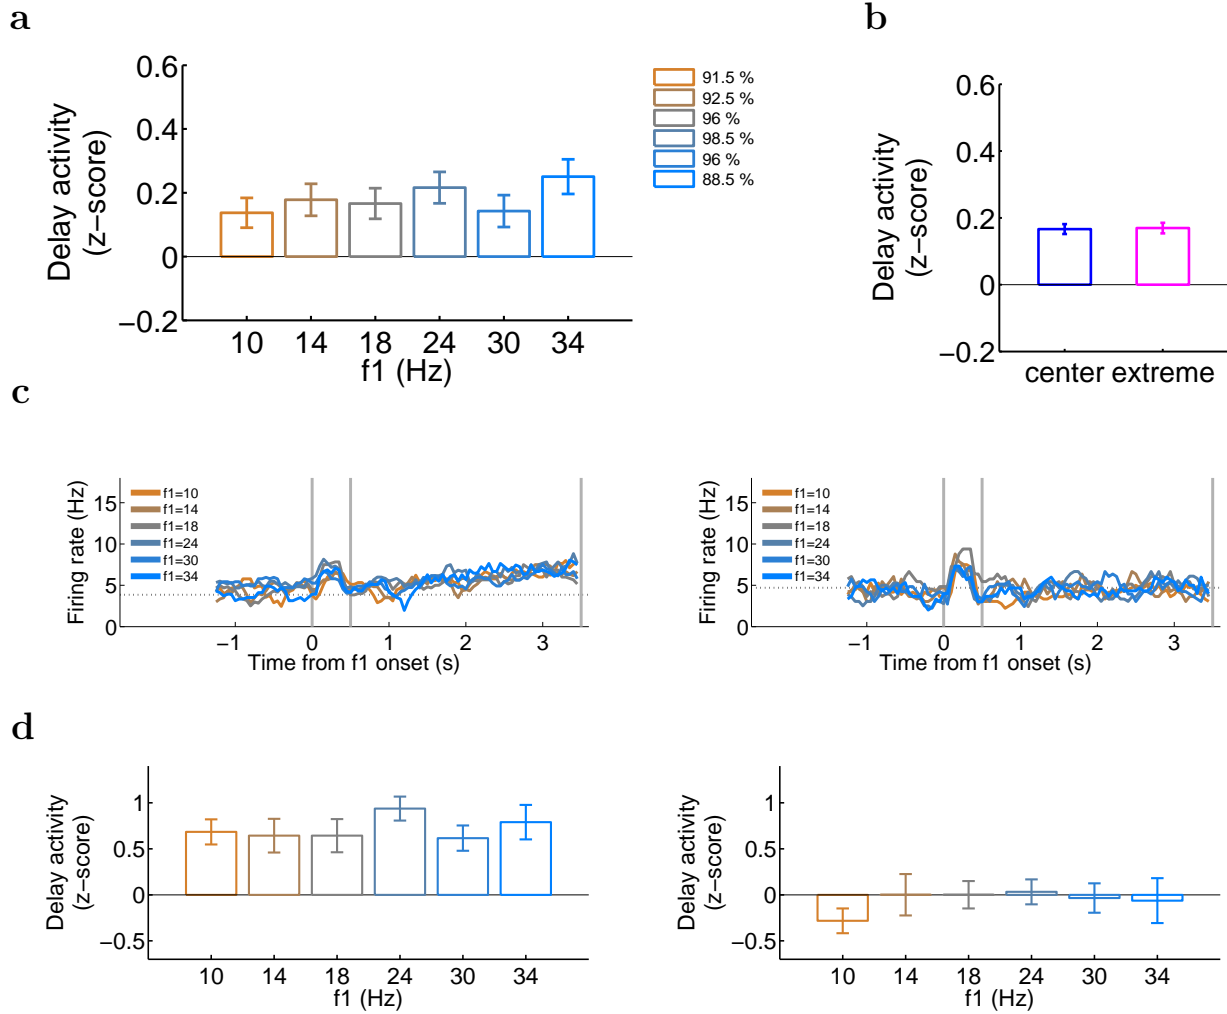 a
Delay activity
(z−score)
0.6
0.4
0.2
0
−0.2
10 14 18 24 30 34
f1 (Hz)
91.5 %
92.5 %
96 %
98.5 %
96 %
88.5 %
b
Delay activity
(z−score)
0.6
0.4
0.2
0
−0.2
center extreme
c
Firing rate (Hz)
15
10
5
0
f1=10
f1=14
f1=18
f1=24
f1=30
f1=34
−1 0 1 2 3
Time from f1 onset (s)
Firing rate (Hz)
15
10
5
0
f1=10
f1=14
f1=18
f1=24
f1=30
f1=34
−1 0 1 2 3
Time from f1 onset (s)
d
Delay activity
(z−score)
1
0.5
0
−0.5
10 14 18 24 30 34
f1 (Hz)
Delay activity
(z−score)
1
0.5
0
−0.5
10 14 18 24 30 34
f1 (Hz)